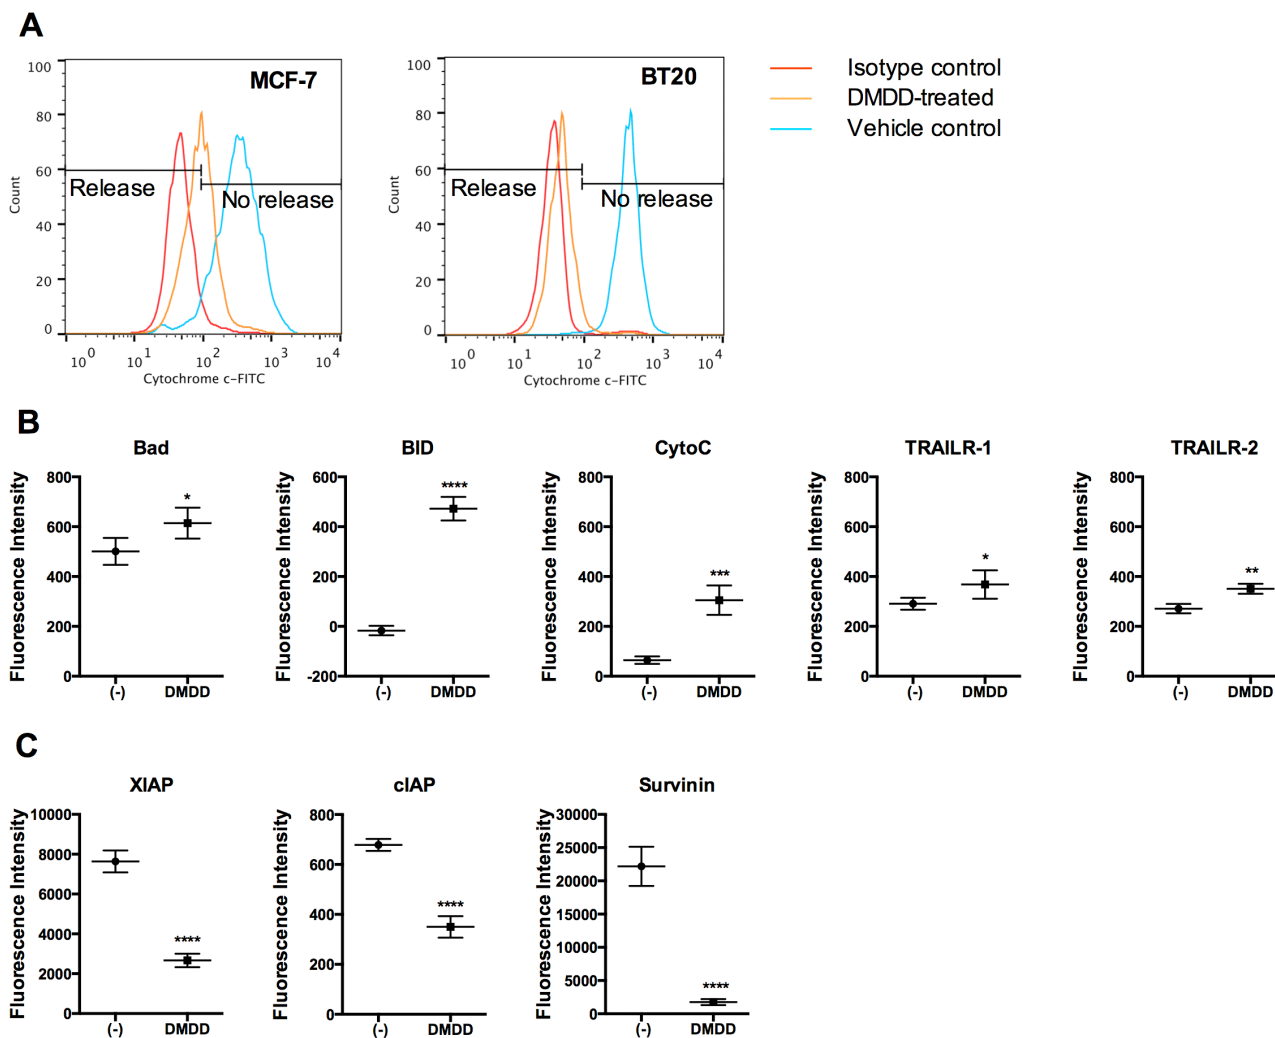 A
MCF-7
BT20
Isotype control
DMDD-treated
Vehicle control
100
80
60
40
20
0
Count
Release
No release
10^0 10^1 10^2 10^3 10^4
Cytochrome c-FITC
100
80
60
40
20
0
Count
Release
No release
10^0 10^1 10^2 10^3 10^4
Cytochrome c-FITC
B
Bad
Fluorescence Intensity
800
600
400
200
0
*
(-) DMDD
BID
Fluorescence Intensity
600
400
200
0
-200
****
(-) DMDD
CytoC
Fluorescence Intensity
800
600
400
200
0
***
(-) DMDD
TRAILR-1
Fluorescence Intensity
800
600
400
200
0
*
(-) DMDD
TRAILR-2
Fluorescence Intensity
800
600
400
200
0
**
(-) DMDD
C
XIAP
Fluorescence Intensity
10000
8000
6000
4000
2000
0
****
(-) DMDD
cIAP
Fluorescence Intensity
800
600
400
200
0
****
(-) DMDD
Survinin
Fluorescence Intensity
30000
25000
20000
15000
10000
5000
0
****
(-) DMDD